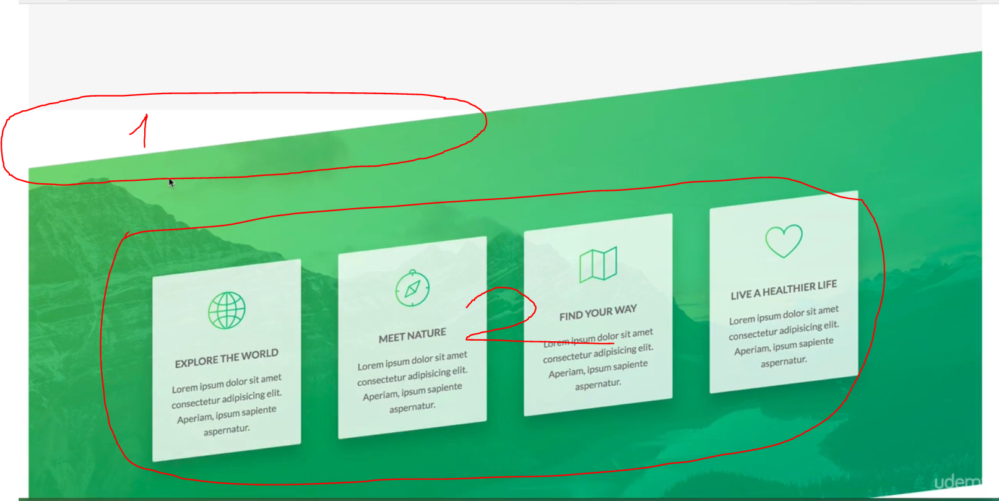 1
EXPLORE THE WORLD
Lorem ipsum dolor sit amet
consectetur adipisicing elit.
Aperiam, ipsum sapiente
aspernatur.
MEET NATURE
Lorem ipsum dolor sit amet
consectetur adipisicing elit.
Aperiam, ipsum sapiente
aspernatur.
2
FIND YOUR WAY
Lorem ipsum dolor sit amet
consectetur adipisicing elit.
Aperiam, ipsum sapiente
aspernatur.
LIVE A HEALTHIER LIFE
Lorem ipsum dolor sit amet
consectetur adipisicing elit.
Aperiam, ipsum sapiente
aspernatur.
udemy